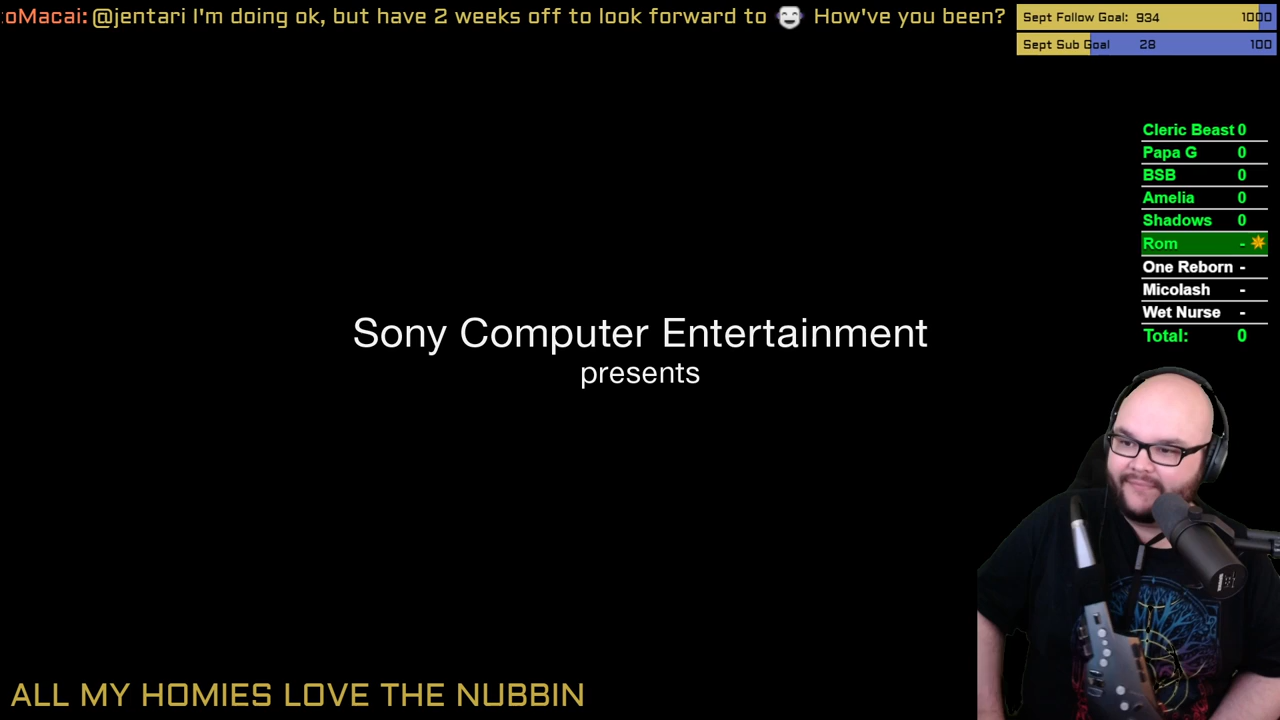 oMacai: @jentari I'm doing ok, but have 2 weeks off to look forward to How've you been?
Sept Follow Goal: 934 1000
Sept Sub Goal 28 100
Cleric Beast 0
Papa G 0
BSB 0
Amelia 0
Shadows 0
Rom -
One Reborn -
Micolash -
Wet Nurse -
Total: 0
Sony Computer Entertainment
presents
ALL MY HOMIES LOVE THE NUBBIN